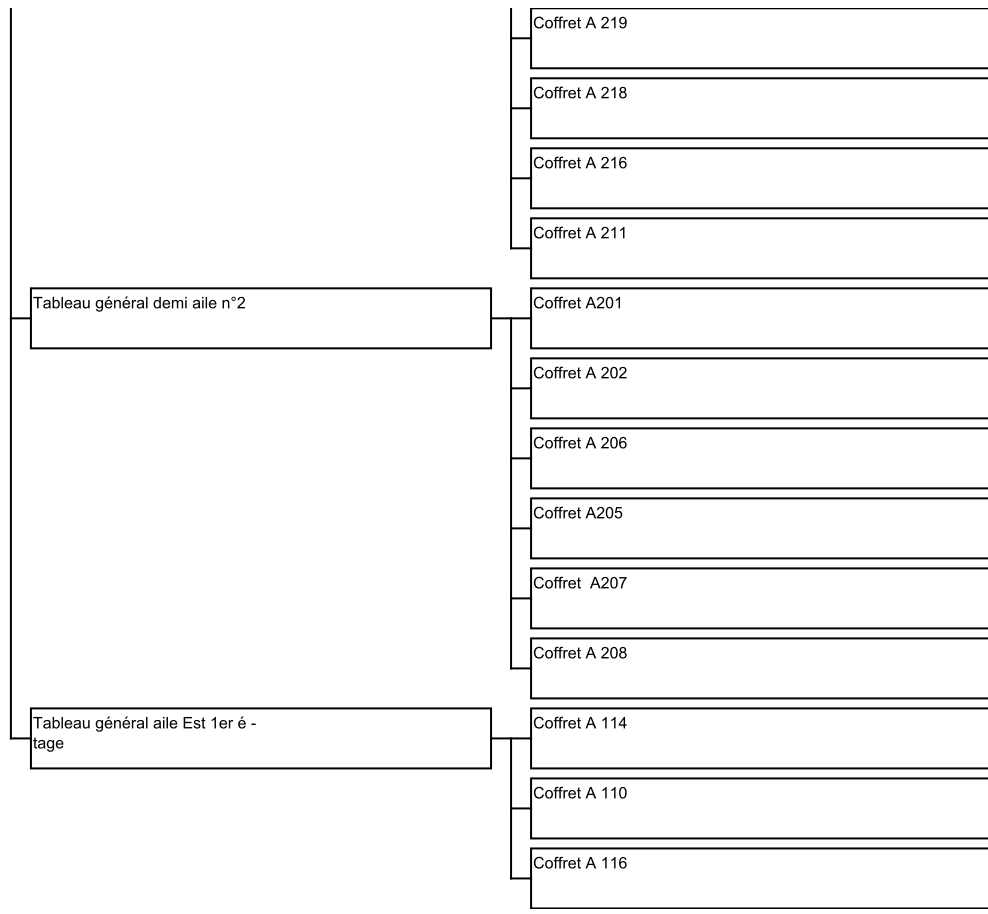 Coffret A 219
Coffret A 218
Coffret A 216
Coffret A 211
Tableau général demi aile n°2
Coffret A201
Coffret A 202
Coffret A 206
Coffret A205
Coffret  A207
Coffret A 208
Tableau général aile Est 1er é -
tage
Coffret A 114
Coffret A 110
Coffret A 116